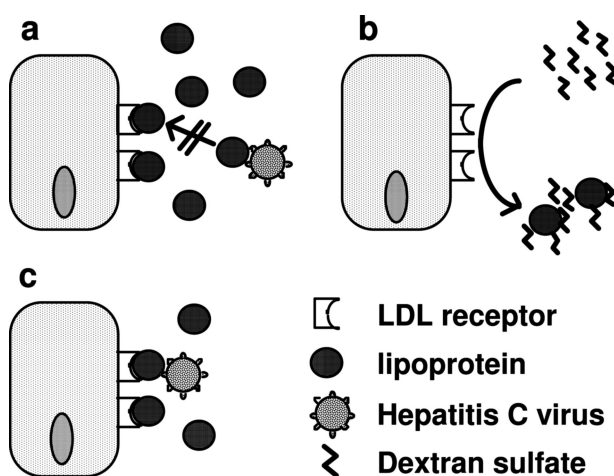 a
b
c
LDL receptor
lipoprotein
Hepatitis C virus
Dextran sulfate